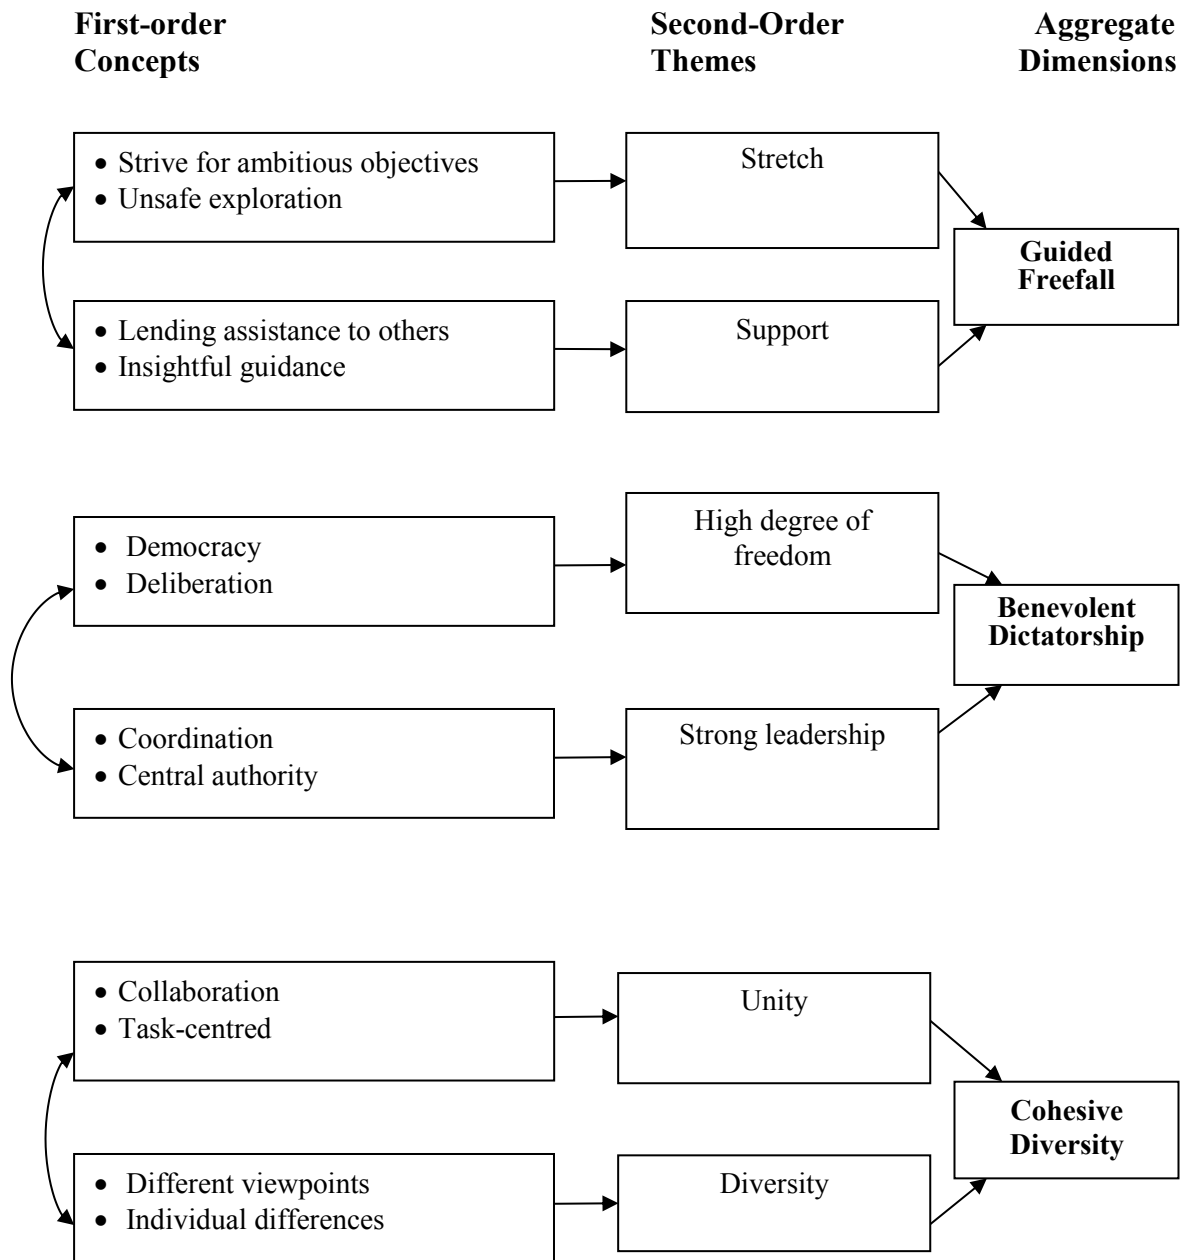 First-order
Concepts
Second-Order
Themes
Aggregate
Dimensions
• Strive for ambitious objectives
• Unsafe exploration
Stretch
Guided
Freefall
• Lending assistance to others
• Insightful guidance
Support
• Democracy
• Deliberation
High degree of
freedom
Benevolent
Dictatorship
• Coordination
• Central authority
Strong leadership
• Collaboration
• Task-centred
Unity
Cohesive
Diversity
• Different viewpoints
• Individual differences
Diversity